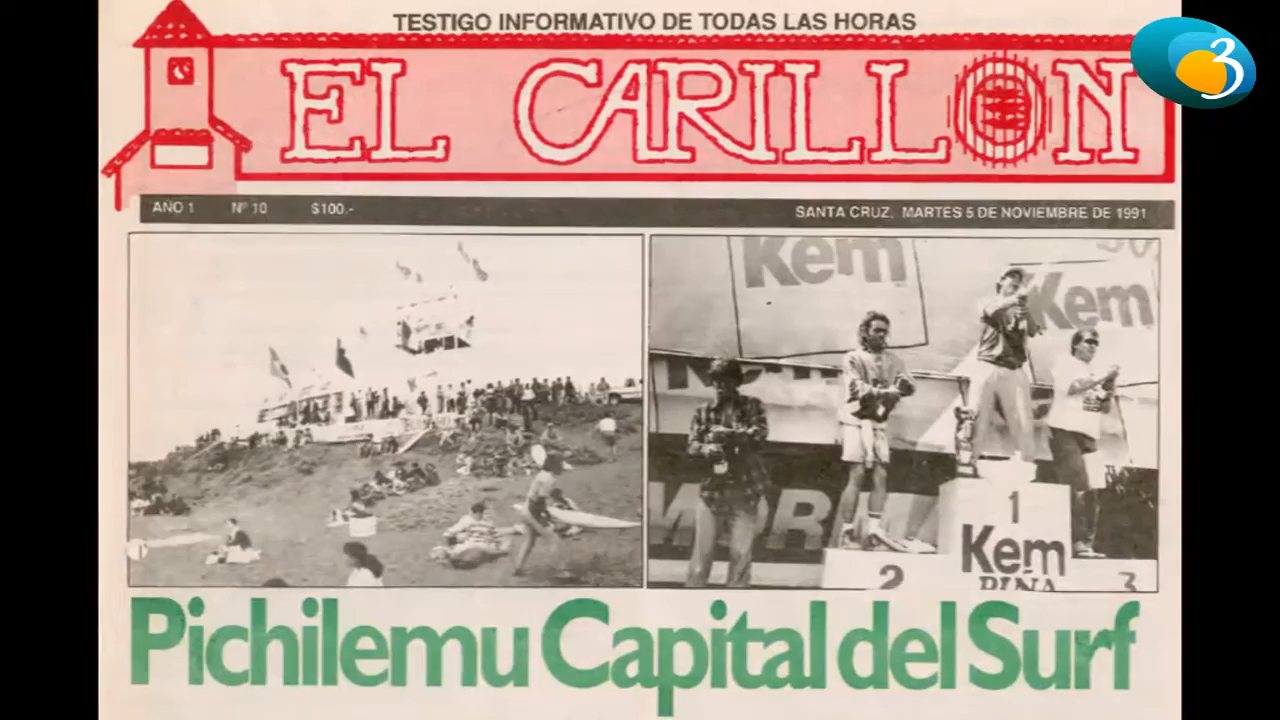 TESTIGO INFORMATIVO DE TODAS LAS HORAS
3
EL CARILLON
AÑO 1 Nº 10 $100.-
SANTA CRUZ, MARTES 5 DE NOVIEMBRE DE 1991
Kem
Kem
1
Kem
PIÑA
2
3
Pichilemu Capital del Surf